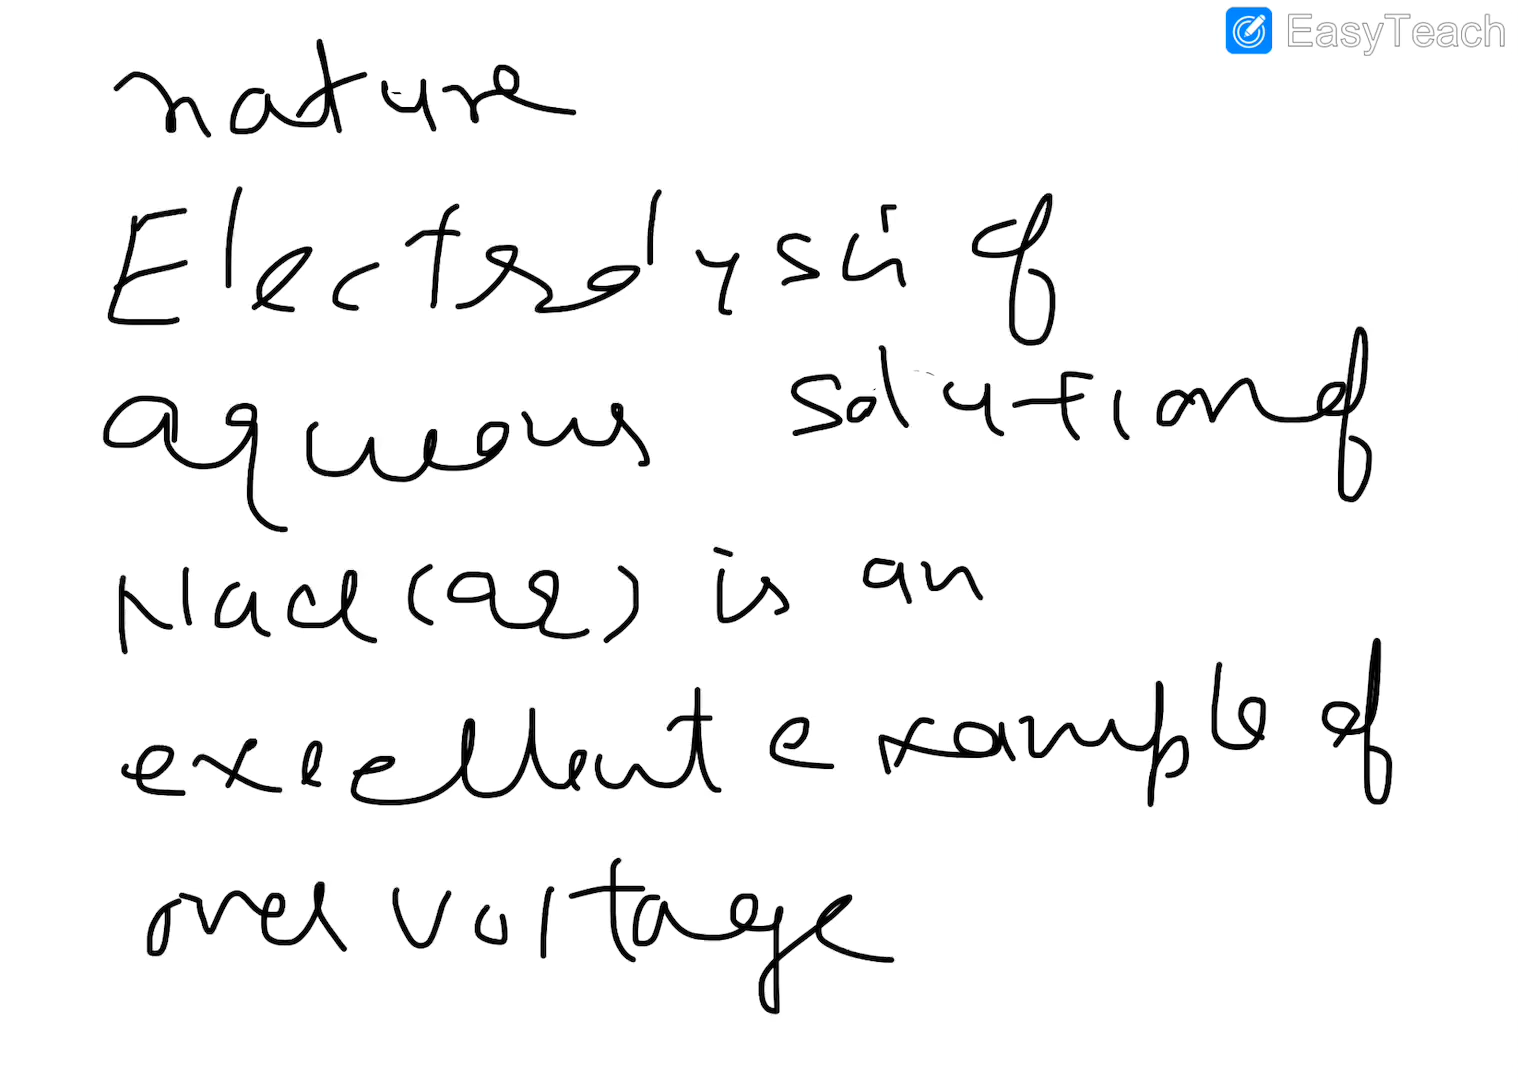 EasyTeach
nature
Electrolysis of
aqueous solution of
NaCl (aq) is an
excellent example of
over voltage